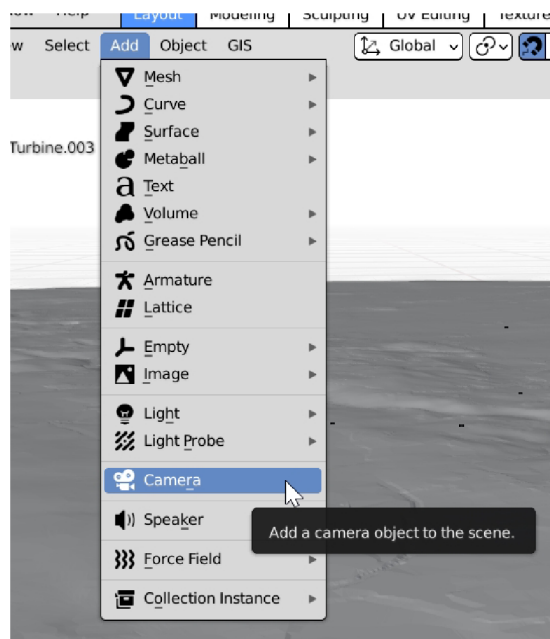 Layout Modeling Sculpting UV Editing Texture
Select Add Object GIS Global
Mesh
Curve
Surface
Turbine.003
Metaball
Text
Volume
Grease Pencil
Armature
Lattice
Empty
Image
Light
Light Probe
Camera
Speaker
Add a camera object to the scene.
Force Field
Collection Instance